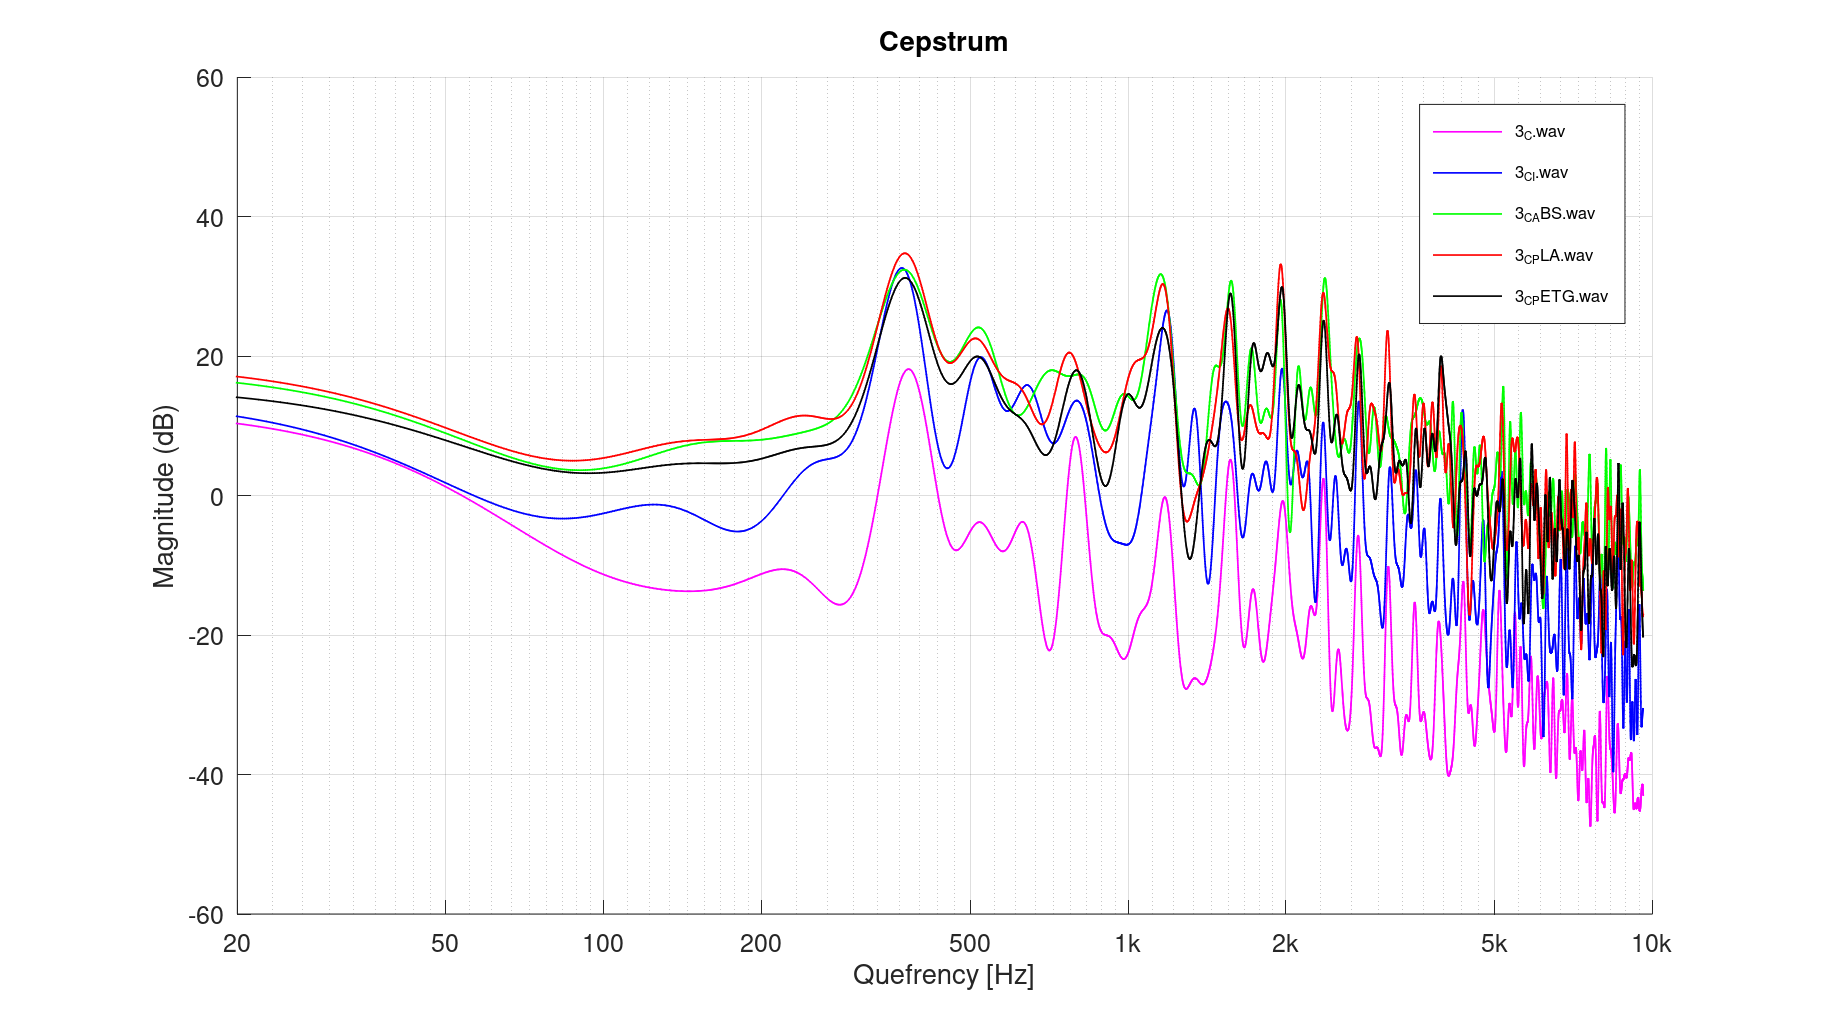 Cepstrum
60
40
20
0
-20
-40
-60
Magnitude (dB)
3C.wav
3CI.wav
3CABS.wav
3CPLA.wav
3CPETG.wav
20 50 100 200 500 1k 2k 5k 10k
Quefrency [Hz]